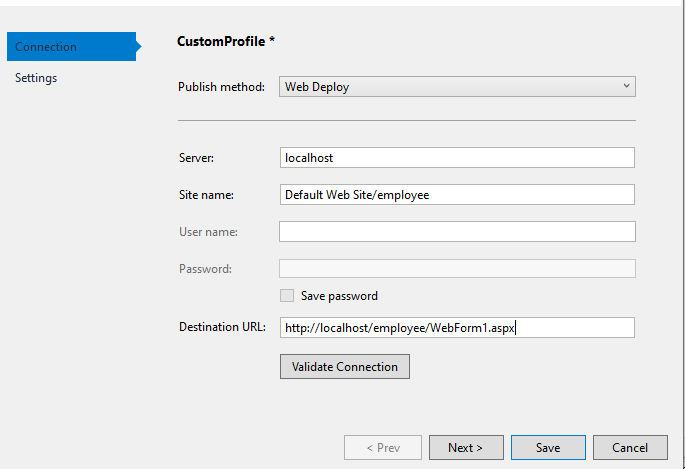 Connection
Settings
CustomProfile *
Publish method: Web Deploy
Server: localhost
Site name: Default Web Site/employee
User name:
Password:
Save password
Destination URL: http://localhost/employee/WebForm1.aspx
Validate Connection
< Prev Next > Save Cancel